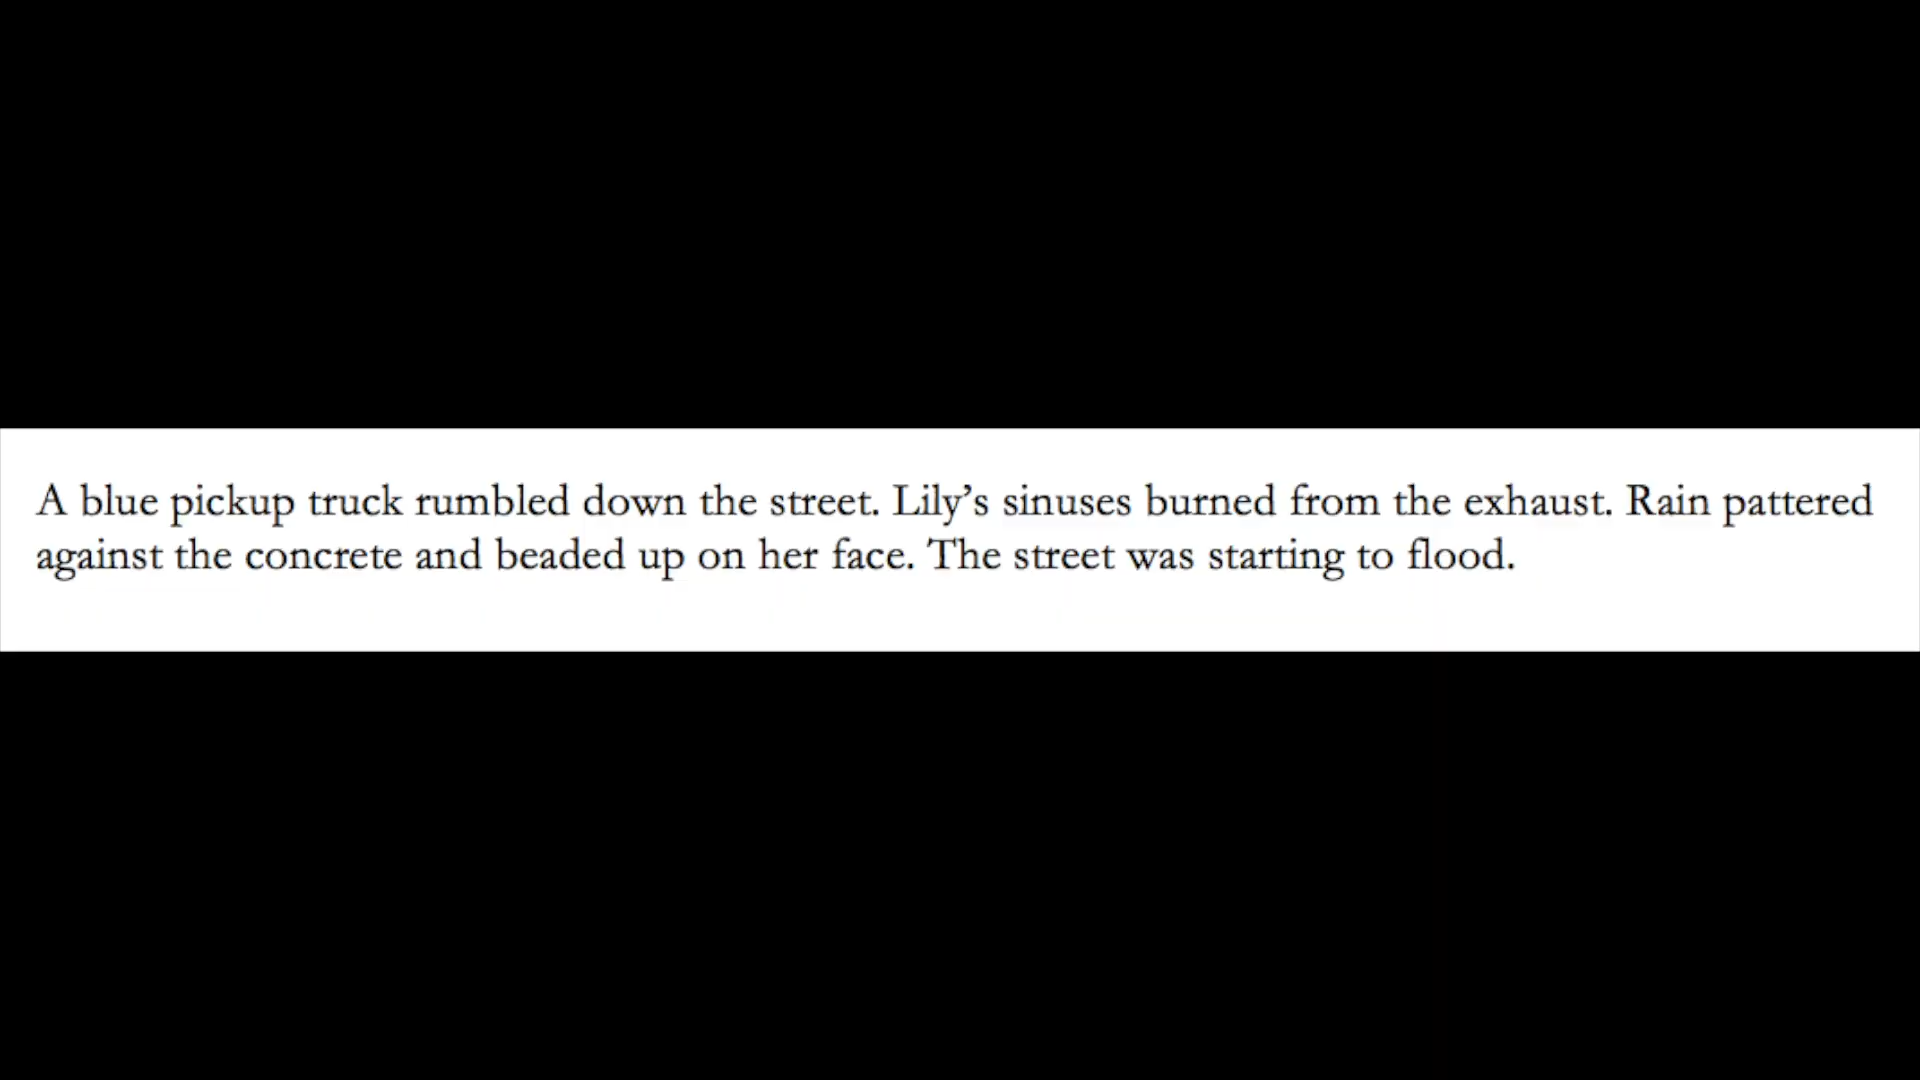 A blue pickup truck rumbled down the street. Lily’s sinuses burned from the exhaust. Rain pattered
against the concrete and beaded up on her face. The street was starting to flood.